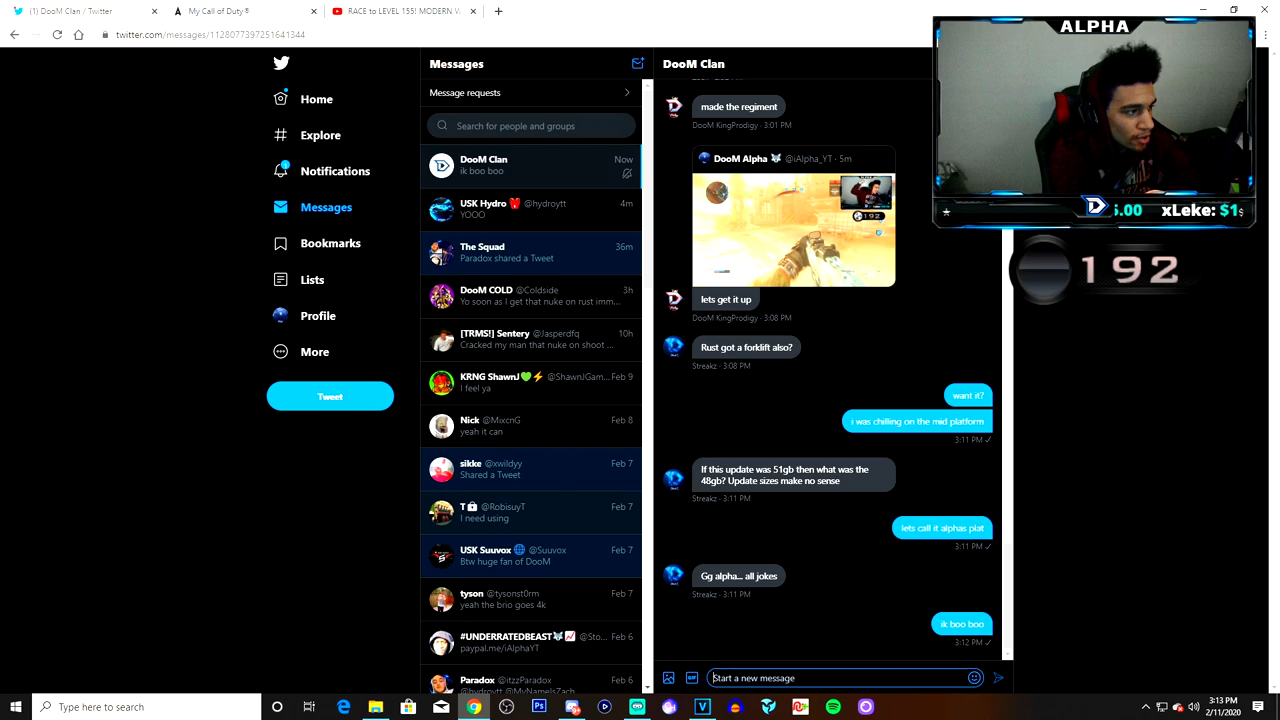 (1) DooM Clan / Twitter
My Call of Duty®
RACE to LEVEL 155! MODERN
twitter.com/messages/1128077397251641344
Home
Explore
Notifications
Messages
Bookmarks
Lists
Profile
More
Tweet
Messages
Message requests
Search for people and groups
DooM Clan
Now
ik boo boo
USK Hydro @hydroytt
4m
YOOO
The Squad
36m
Paradox shared a Tweet
DooM COLD @Coldside
3h
Yo soon as I get that nuke on rust imm...
[TRMS!] Sentery @Jasperdfq
10h
Cracked my man that nuke on shoot ...
KRNG ShawnJ💚⚡ @ShawnJGam...
Feb 9
I feel ya
Nick @MixcnG
Feb 8
yeah it can
sikke @xwildyy
Feb 7
Shared a Tweet
T @RobisuyT
Feb 7
I need using
USK Suuvox 🌐 @Suuvox
Feb 7
Btw huge fan of DooM
tyson @tysonst0rm
Feb 7
yeah the brio goes 4k
#UNDERRATEDBEAST🐺📈 @Sto...
Feb 6
paypal.me/iAlphaYT
Paradox @itzzParadox
Feb 6
@hydroytt @MyNameIsZach
DooM Clan
made the regiment
DooM KingProdigy · 3:01 PM
DooM Alpha 🐺 @iAlpha_YT · 5m
192
lets get it up
DooM KingProdigy · 3:08 PM
Rust got a forklift also?
Streakz · 3:08 PM
want it?
i was chilling on the mid platform
3:11 PM ✓
If this update was 51gb then what was the
48gb? Update sizes make no sense
Streakz · 3:11 PM
lets call it alphas plat
3:11 PM ✓
Gg alpha... all jokes
Streakz · 3:11 PM
ik boo boo
3:12 PM ✓
GIF
Start a new message
ALPHA
5.00 xLeke: $1
192
Type here to search
3:13 PM
2/11/2020